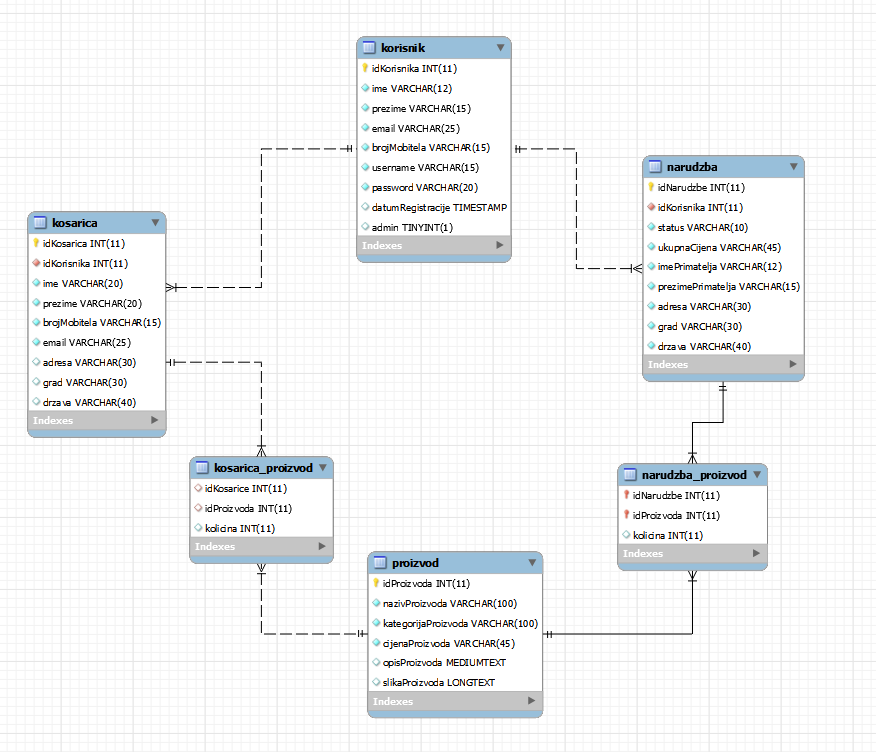 korisnik
idKorisnika INT(11)
ime VARCHAR(12)
prezime VARCHAR(15)
email VARCHAR(25)
brojMobitela VARCHAR(15)
username VARCHAR(15)
password VARCHAR(20)
datumRegistracije TIMESTAMP
admin TINYINT(1)
Indexes
narudzba
idNarudzbe INT(11)
idKorisnika INT(11)
status VARCHAR(10)
ukupnaCijena VARCHAR(45)
imePrimatelja VARCHAR(12)
prezimePrimatelja VARCHAR(15)
adresa VARCHAR(30)
grad VARCHAR(30)
drzava VARCHAR(40)
Indexes
kosarica
idKosarica INT(11)
idKorisnika INT(11)
ime VARCHAR(20)
prezime VARCHAR(20)
brojMobitela VARCHAR(15)
email VARCHAR(25)
adresa VARCHAR(30)
grad VARCHAR(30)
drzava VARCHAR(40)
Indexes
kosarica_proizvod
idKosarice INT(11)
idProizvoda INT(11)
kolicina INT(11)
Indexes
narudzba_proizvod
idNarudzbe INT(11)
idProizvoda INT(11)
kolicina INT(11)
Indexes
proizvod
idProizvoda INT(11)
nazivProizvoda VARCHAR(100)
kategorijaProizvoda VARCHAR(100)
cijenaProizvoda VARCHAR(45)
opisProizvoda MEDIUMTEXT
slikaProizvoda LONGTEXT
Indexes